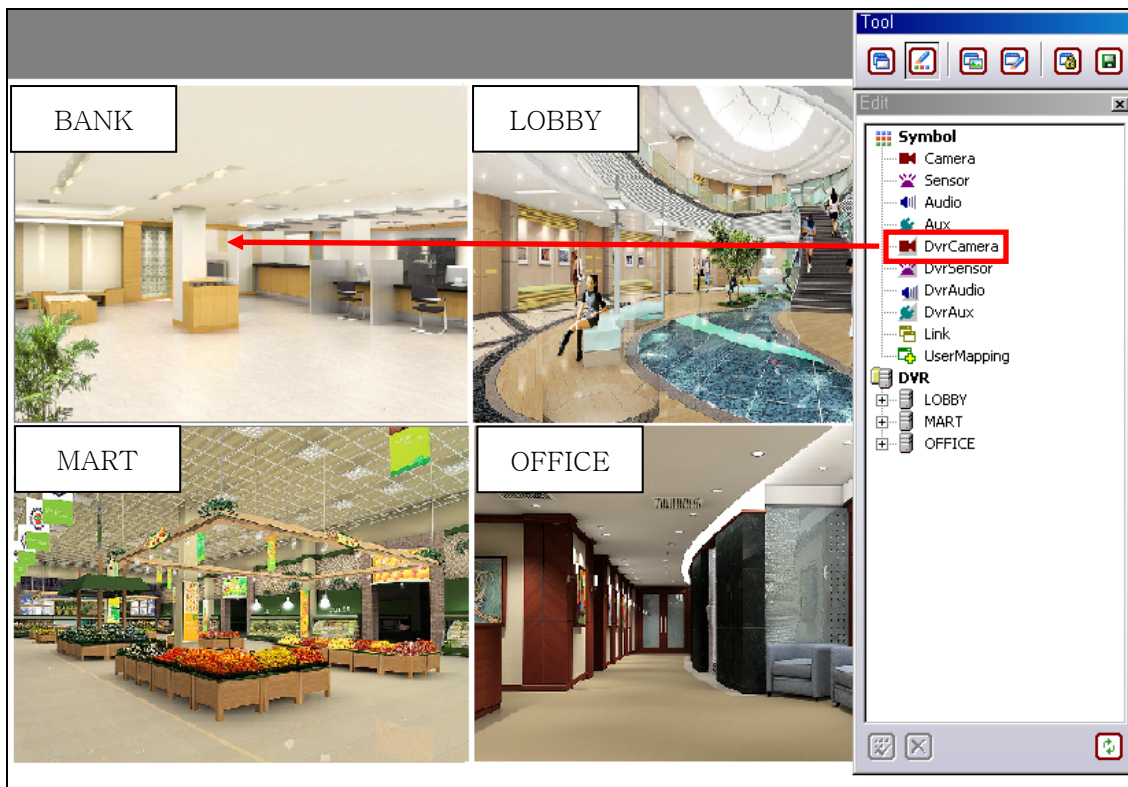 Tool
BANK
LOBBY
Edit
Symbol
Camera
Sensor
Audio
Aux
DvrCamera
DvrSensor
DvrAudio
DvrAux
Link
UserMapping
DVR
LOBBY
MART
OFFICE
MART
OFFICE